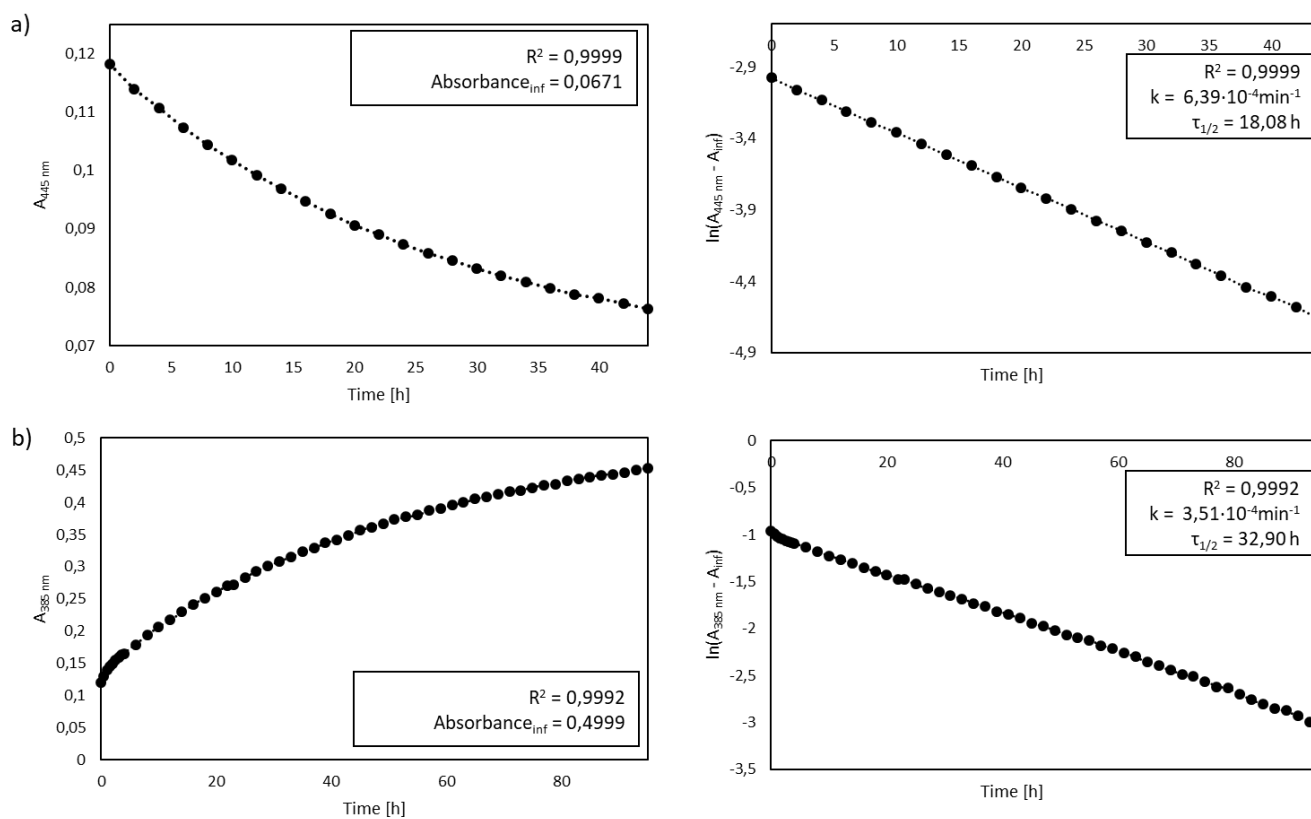 a)
0,12
0,11
0,1
0,09
0,08
0,07
A445 nm
R² = 0,9999
Absorbanceinf = 0,0671
0 5 10 15 20 25 30 35 40
Time [h]
0 5 10 15 20 25 30 35 40
-2,9
-3,4
-3,9
-4,4
-4,9
ln(A445 nm - Ainf)
R² = 0,9999
k = 6,39·10⁻⁴min⁻¹
τ1/2 = 18,08 h
Time [h]
b)
0,5
0,45
0,4
0,35
0,3
0,25
0,2
0,15
0,1
0,05
0
A385 nm
R² = 0,9992
Absorbanceinf = 0,4999
0 20 40 60 80
Time [h]
0
-0,5
-1
-1,5
-2
-2,5
-3
-3,5
0 20 40 60 80
ln(A385 nm - Ainf)
R² = 0,9992
k = 3,51·10⁻⁴min⁻¹
τ1/2 = 32,90 h
Time [h]